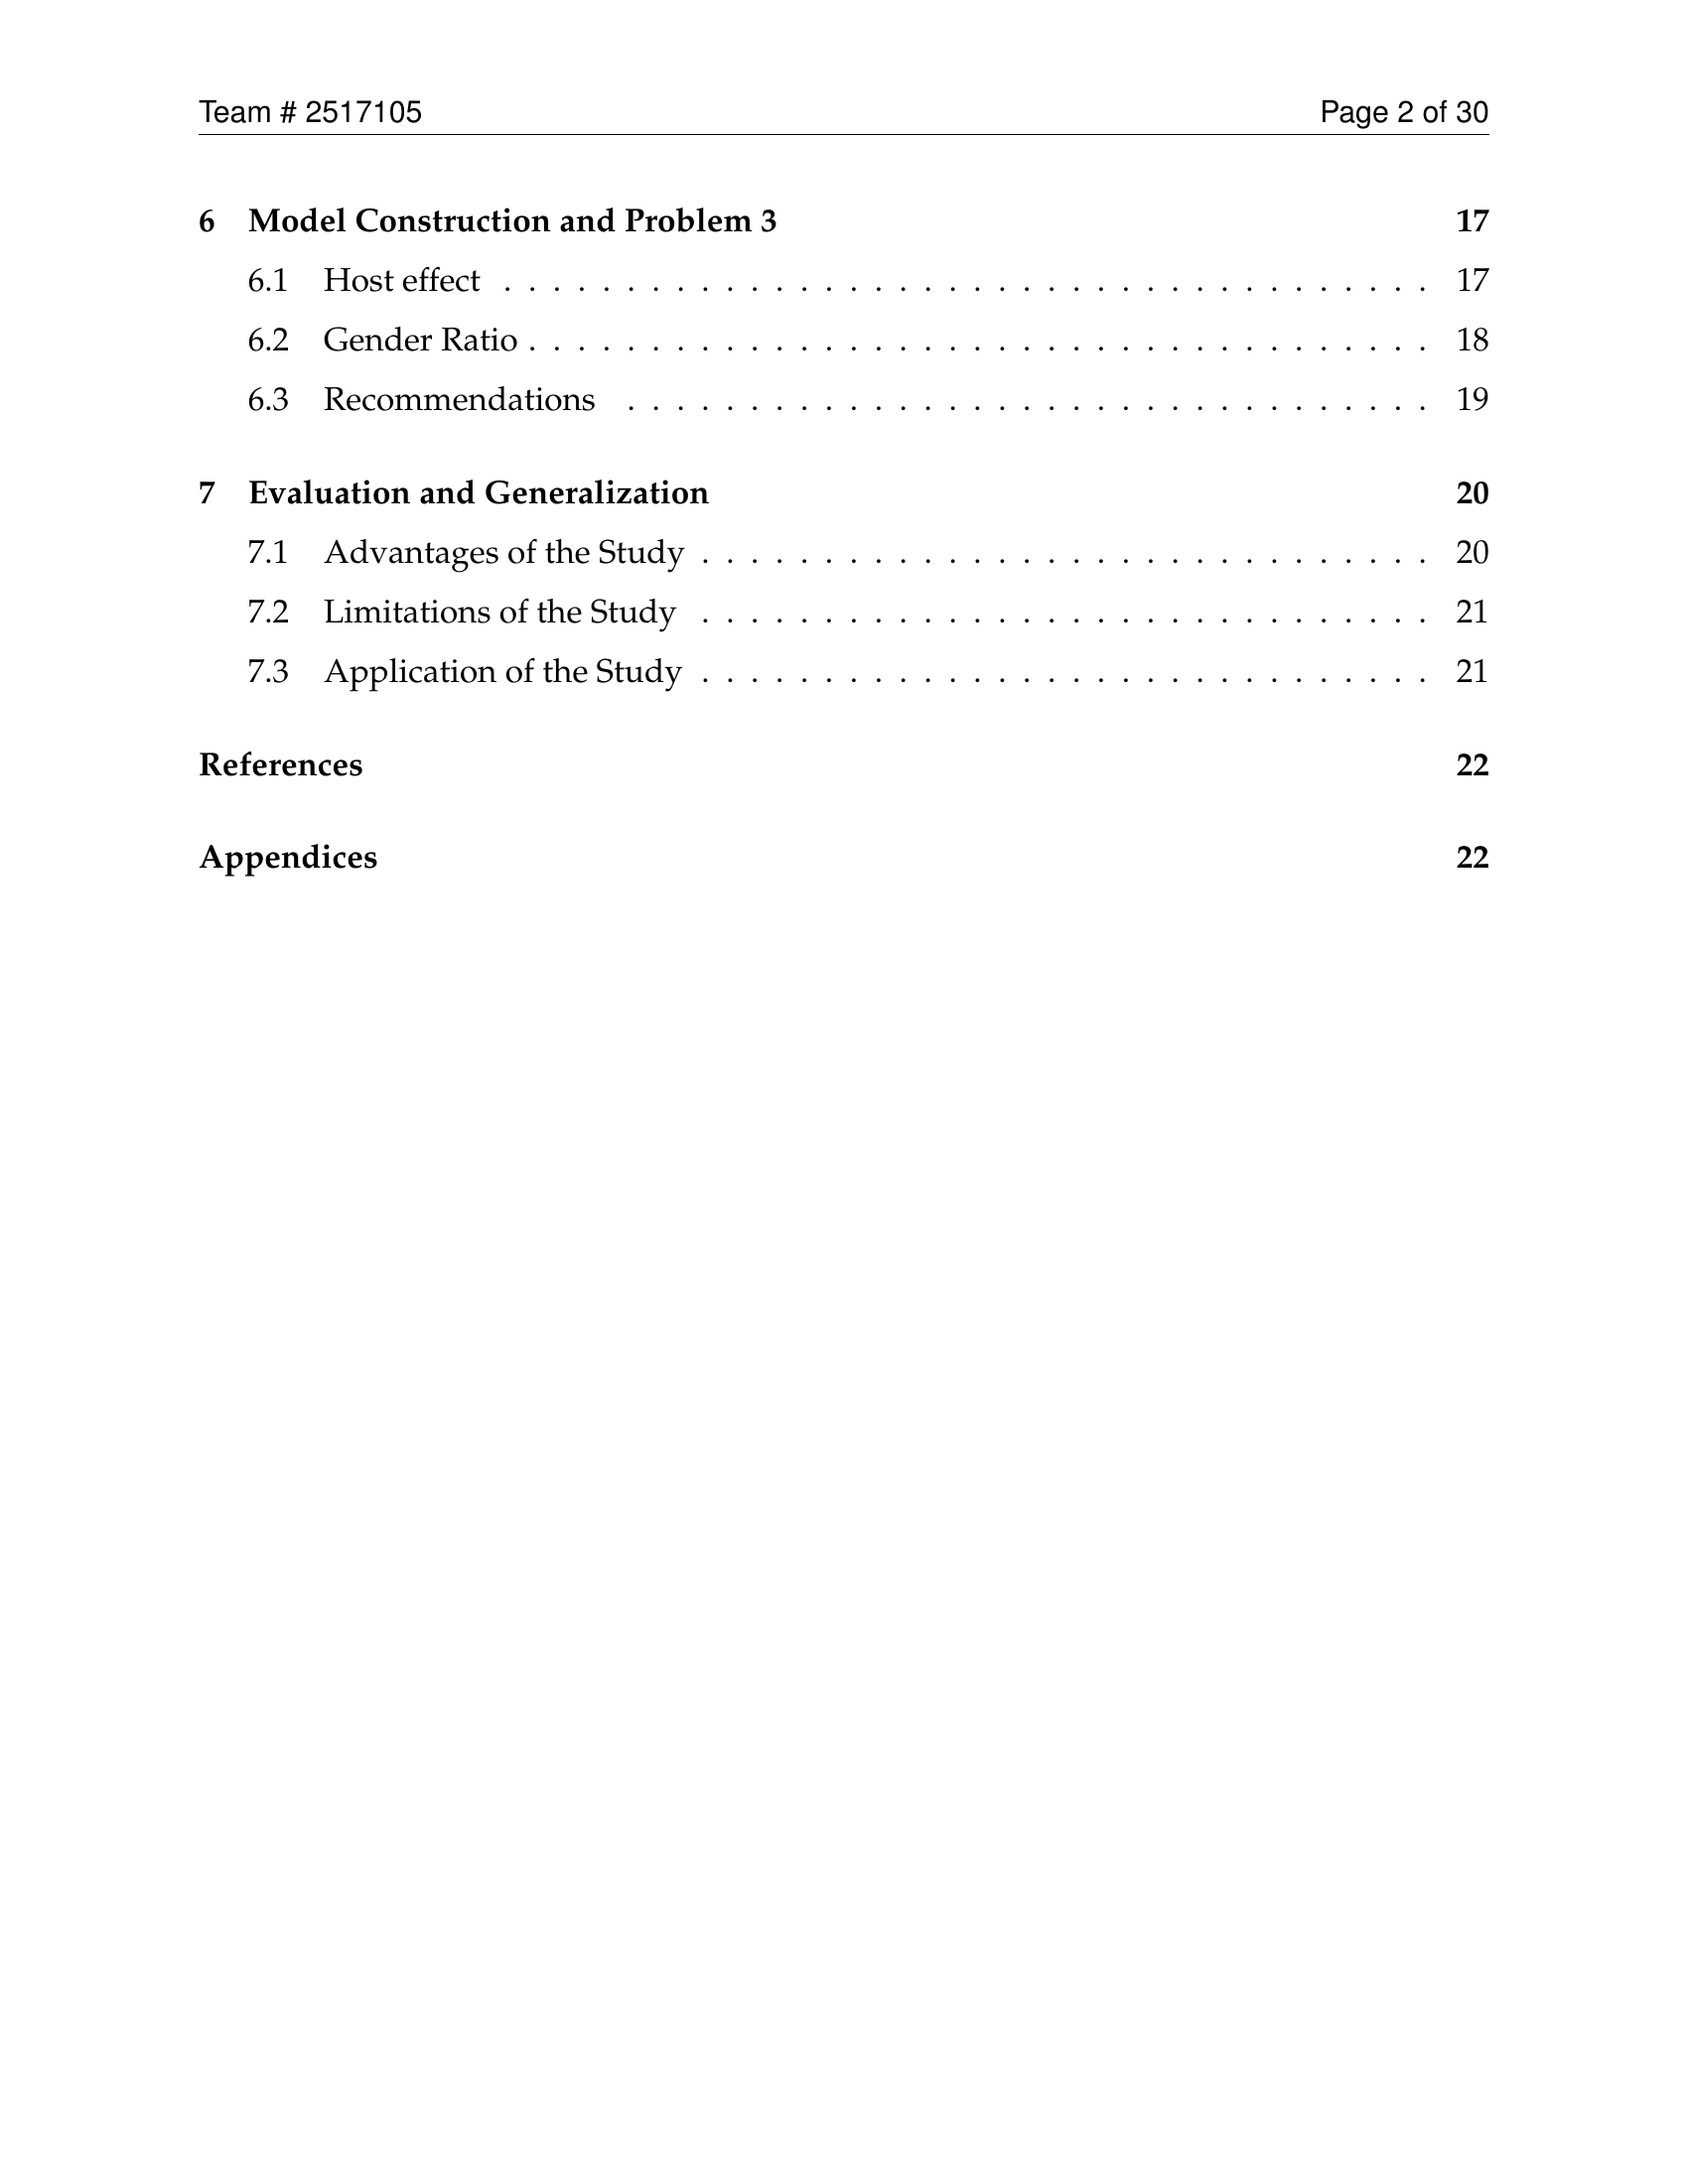 Team # 2517105 Page 2 of 30
6 Model Construction and Problem 3 17
6.1 Host effect . . . . . . . . . . . . . . . . . . . . . . . . . . . . . . . . . . . . . . 17
6.2 Gender Ratio . . . . . . . . . . . . . . . . . . . . . . . . . . . . . . . . . . . . . 18
6.3 Recommendations . . . . . . . . . . . . . . . . . . . . . . . . . . . . . . . . . 19
7 Evaluation and Generalization 20
7.1 Advantages of the Study . . . . . . . . . . . . . . . . . . . . . . . . . . . . . . 20
7.2 Limitations of the Study . . . . . . . . . . . . . . . . . . . . . . . . . . . . . . 21
7.3 Application of the Study . . . . . . . . . . . . . . . . . . . . . . . . . . . . . . 21
References 22
Appendices 22